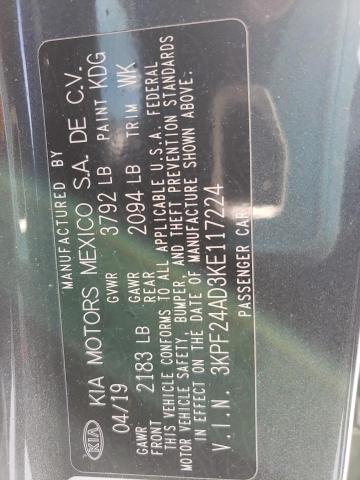 MANUFACTURED BY
KIA KIA MOTORS MEXICO S.A. DE C.V.
04/19 GVWR 3792 LB PAINT KDG
GAWR FRONT 2183 LB GAWR REAR 2094 LB TRIM WK
THIS VEHICLE CONFORMS TO ALL APPLICABLE U.S.A. FEDERAL
MOTOR VEHICLE SAFETY, BUMPER, AND THEFT PREVENTION STANDARDS
IN EFFECT ON THE DATE OF MANUFACTURE SHOWN ABOVE.
V.I.N. 3KPF24AD3KE117224
PASSENGER CAR